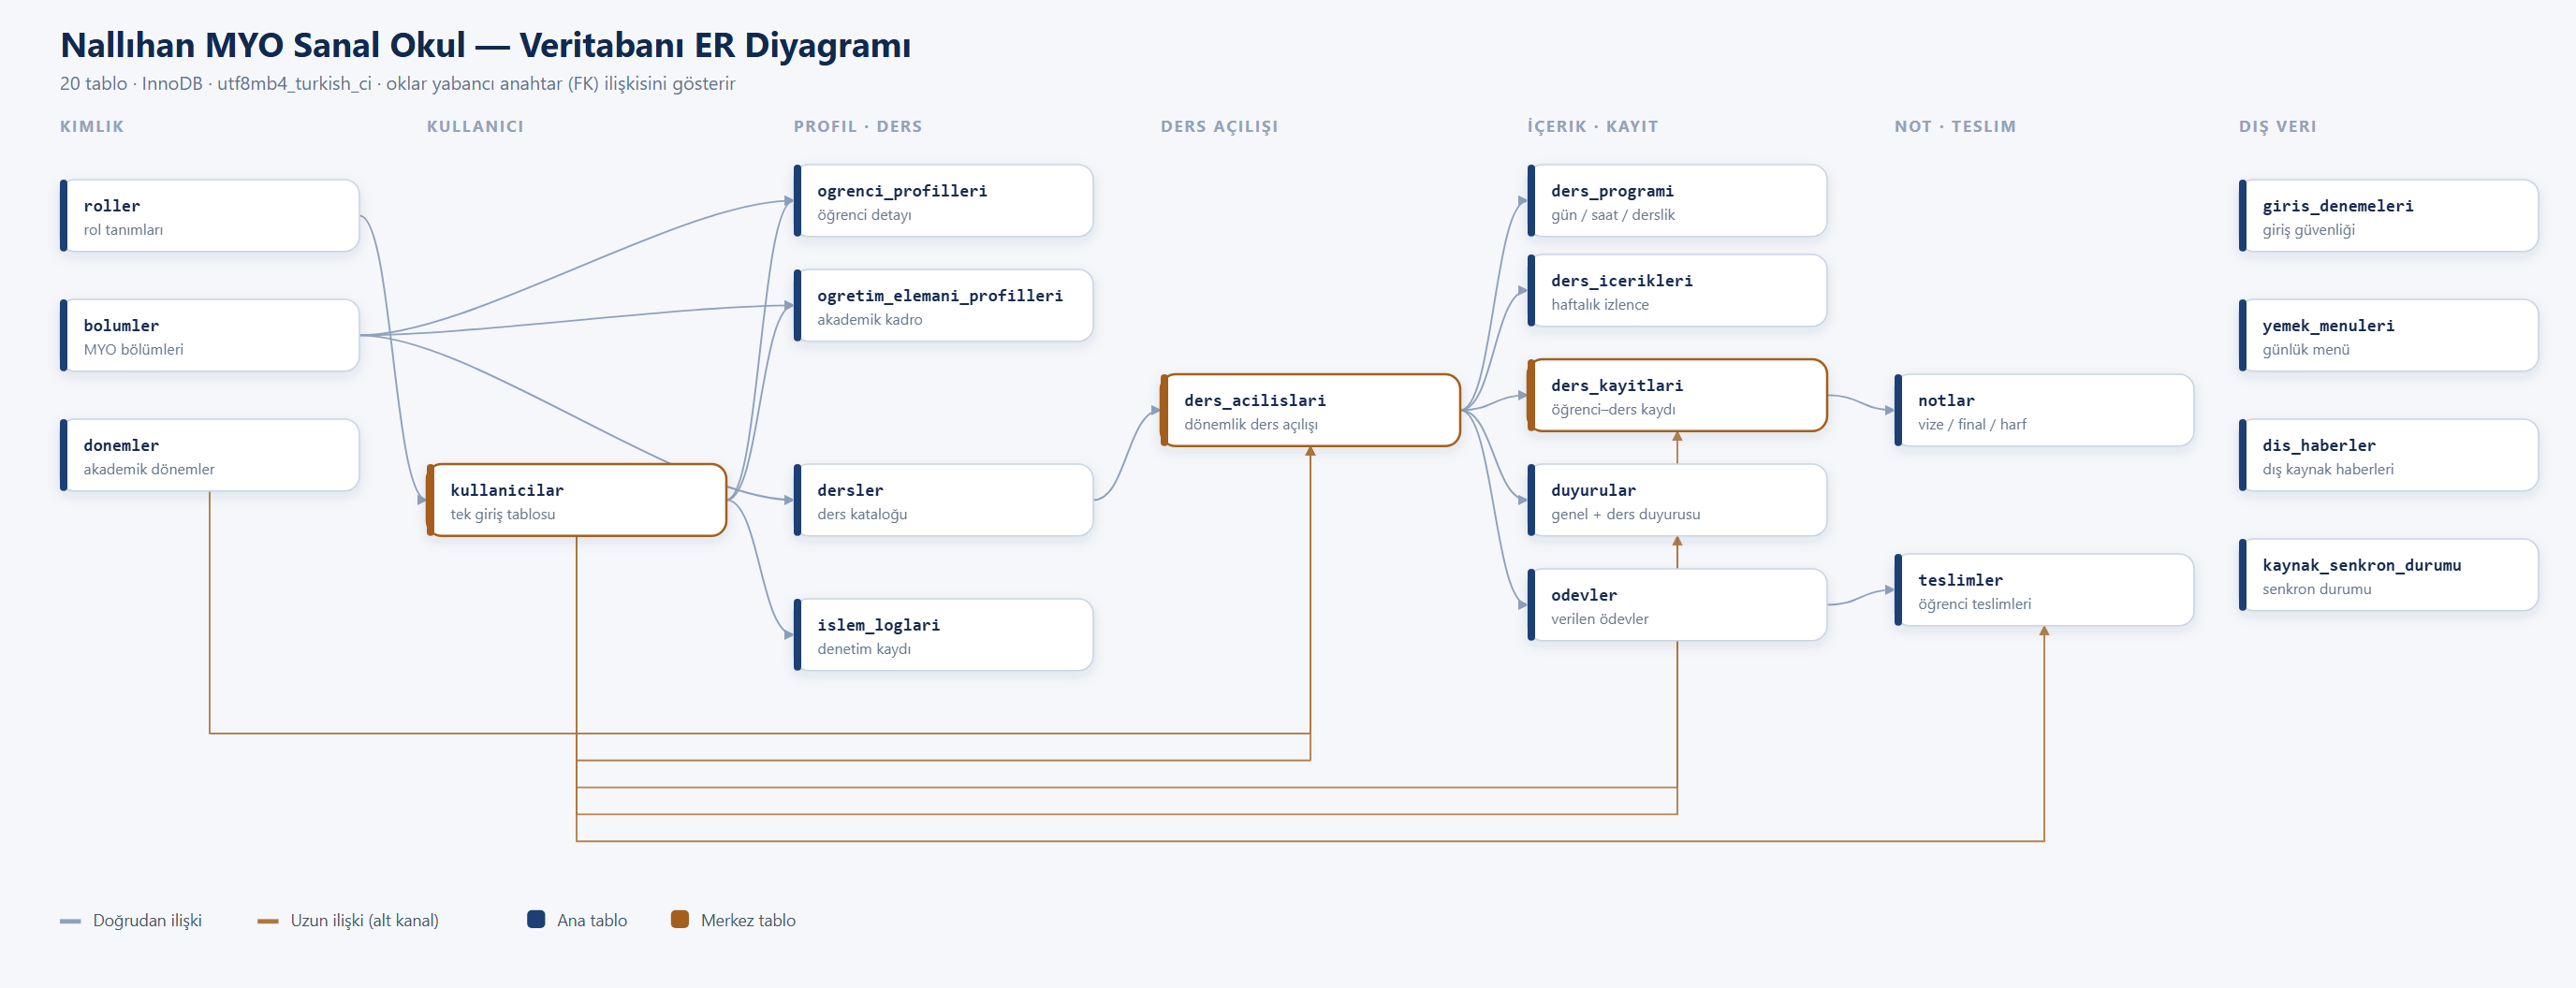 Nallıhan MYO Sanal Okul — Veritabanı ER Diyagramı
20 tablo · InnoDB · utf8mb4_turkish_ci · oklar yabancı anahtar (FK) ilişkisini gösterir
KIMLIK
roller
rol tanımları
bolumler
MYO bölümleri
donemler
akademik dönemler
KULLANICI
kullanicilar
tek giriş tablosu
PROFIL · DERS
ogrenci_profilleri
öğrenci detayı
ogretim_elemani_profilleri
akademik kadro
dersler
ders kataloğu
islem_loglari
denetim kaydı
DERS AÇILIŞI
ders_acilislari
dönemlik ders açılışı
İÇERIK · KAYIT
ders_programi
gün / saat / derslik
ders_icerikleri
haftalık izlence
ders_kayitlari
öğrenci–ders kaydı
duyurular
genel + ders duyurusu
odevler
verilen ödevler
NOT · TESLIM
notlar
vize / final / harf
teslimler
öğrenci teslimleri
DIŞ VERI
giris_denemeleri
giriş güvenliği
yemek_menuleri
günlük menü
dis_haberler
dış kaynak haberleri
kaynak_senkron_durumu
senkron durumu
Doğrudan ilişki
Uzun ilişki (alt kanal)
Ana tablo
Merkez tablo